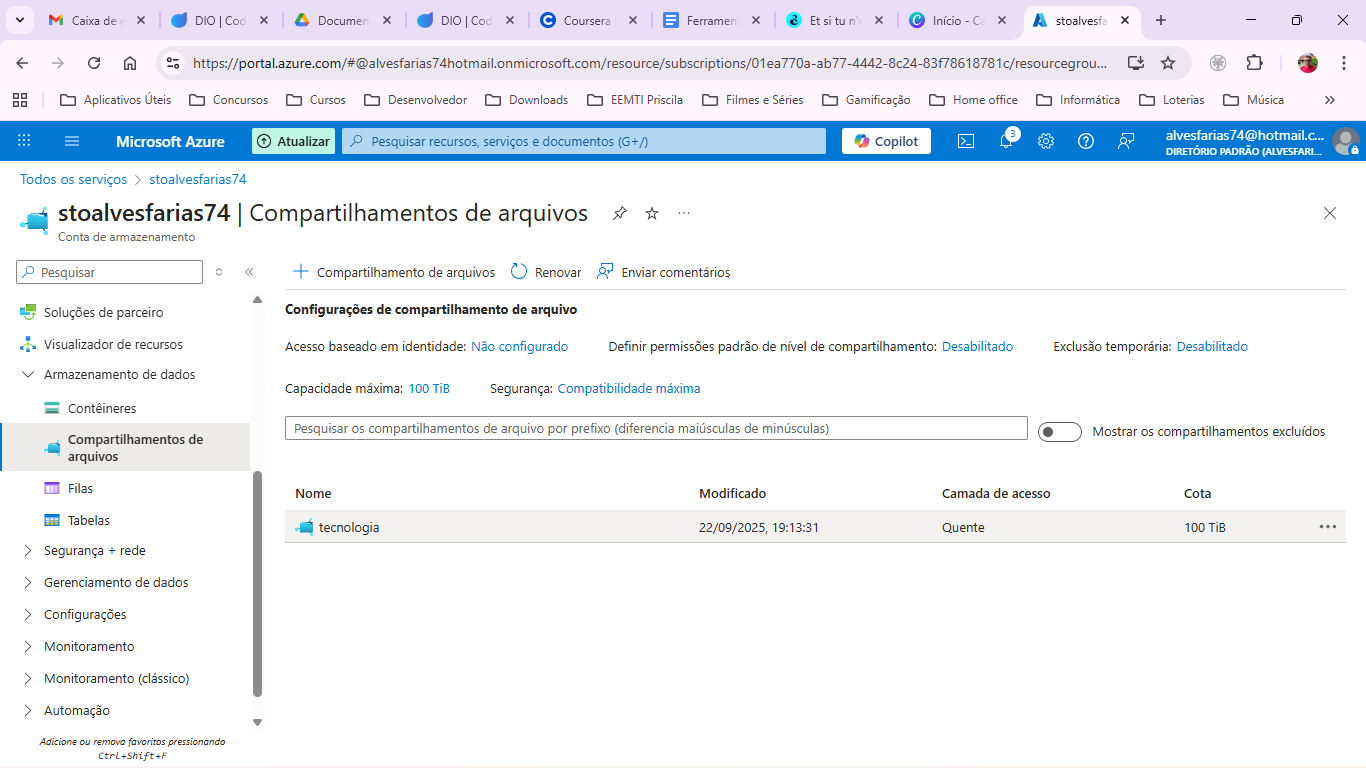 Caixa de e
DIO | Cod
Documen
DIO | Cod
Coursera
Ferrament
Et si tu n'e
Início - Ca
stoalvesfa
https://portal.azure.com/#@alvesfarias74hotmail.onmicrosoft.com/resource/subscriptions/01ea770a-ab77-4442-8c24-83f78618781c/resourcegrou...
Aplicativos Úteis
Concursos
Cursos
Desenvolvedor
Downloads
EEMTI Priscila
Filmes e Séries
Gamificação
Home office
Informática
Loterias
Música
Microsoft Azure
Atualizar
Pesquisar recursos, serviços e documentos (G+/)
Copilot
3
alvesfarias74@hotmail.c...
DIRETÓRIO PADRÃO (ALVESFARI...
Todos os serviços > stoalvesfarias74
stoalvesfarias74 | Compartilhamentos de arquivos
Conta de armazenamento
Pesquisar
Soluções de parceiro
Visualizador de recursos
Armazenamento de dados
Contêineres
Compartilhamentos de
arquivos
Filas
Tabelas
Segurança + rede
Gerenciamento de dados
Configurações
Monitoramento
Monitoramento (clássico)
Automação
Adicione ou remova favoritos pressionando
Ctrl+Shift+F
Compartilhamento de arquivos
Renovar
Enviar comentários
Configurações de compartilhamento de arquivo
Acesso baseado em identidade: Não configurado
Definir permissões padrão de nível de compartilhamento: Desabilitado
Exclusão temporária: Desabilitado
Capacidade máxima: 100 TiB
Segurança: Compatibilidade máxima
Pesquisar os compartilhamentos de arquivo por prefixo (diferencia maiúsculas de minúsculas)
Mostrar os compartilhamentos excluídos
Nome Modificado Camada de acesso Cota
tecnologia 22/09/2025, 19:13:31 Quente 100 TiB